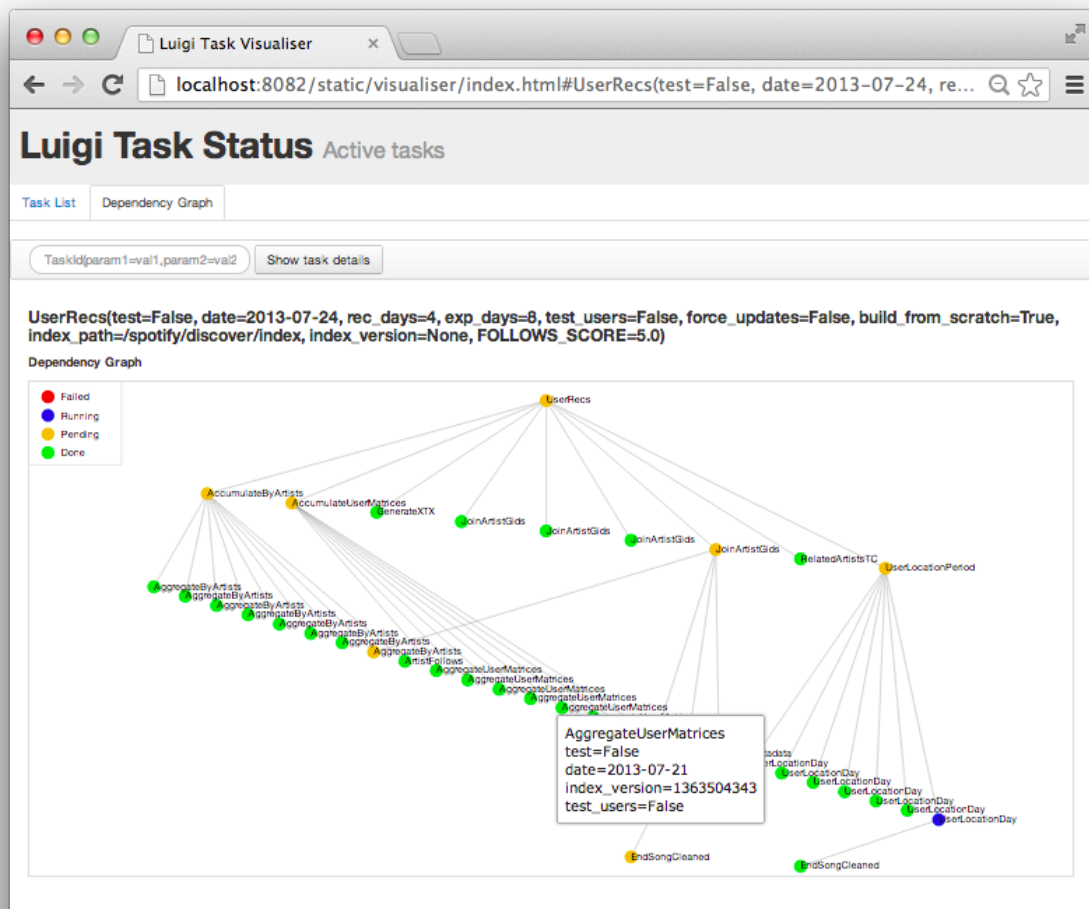 Luigi Task Visualiser
localhost:8082/static/visualiser/index.html#UserRecs(test=False, date=2013-07-24, re...
Luigi Task Status Active tasks
Task List
Dependency Graph
TaskId(param1=val1,param2=val2
Show task details
UserRecs(test=False, date=2013-07-24, rec_days=4, exp_days=8, test_users=False, force_updates=False, build_from_scratch=True,
index_path=/spotify/discover/index, index_version=None, FOLLOWS_SCORE=5.0)
Dependency Graph
Failed
Running
Pending
Done
UserRecs
AccumulateByArtists
AccumulateUserMatrices
GenerateXTX
JoinArtistGids
JoinArtistGids
JoinArtistGids
JoinArtistGids
RelatedArtistsTC
UserLocationPeriod
AggregateByArtists
AggregateByArtists
AggregateByArtists
AggregateByArtists
AggregateByArtists
AggregateByArtists
AggregateByArtists
AggregateByArtists
ArtistFollows
AggregateUserMatrices
AggregateUserMatrices
AggregateUserMatrices
AggregateUserMatrices
AggregateUserMatrices
AggregateUserMatrices
test=False
date=2013-07-21
index_version=1363504343
test_users=False
tadata
erLocationDay
UserLocationDay
UserLocationDay
UserLocationDay
UserLocationDay
UserLocationDay
UserLocationDay
EndSongCleaned
EndSongCleaned